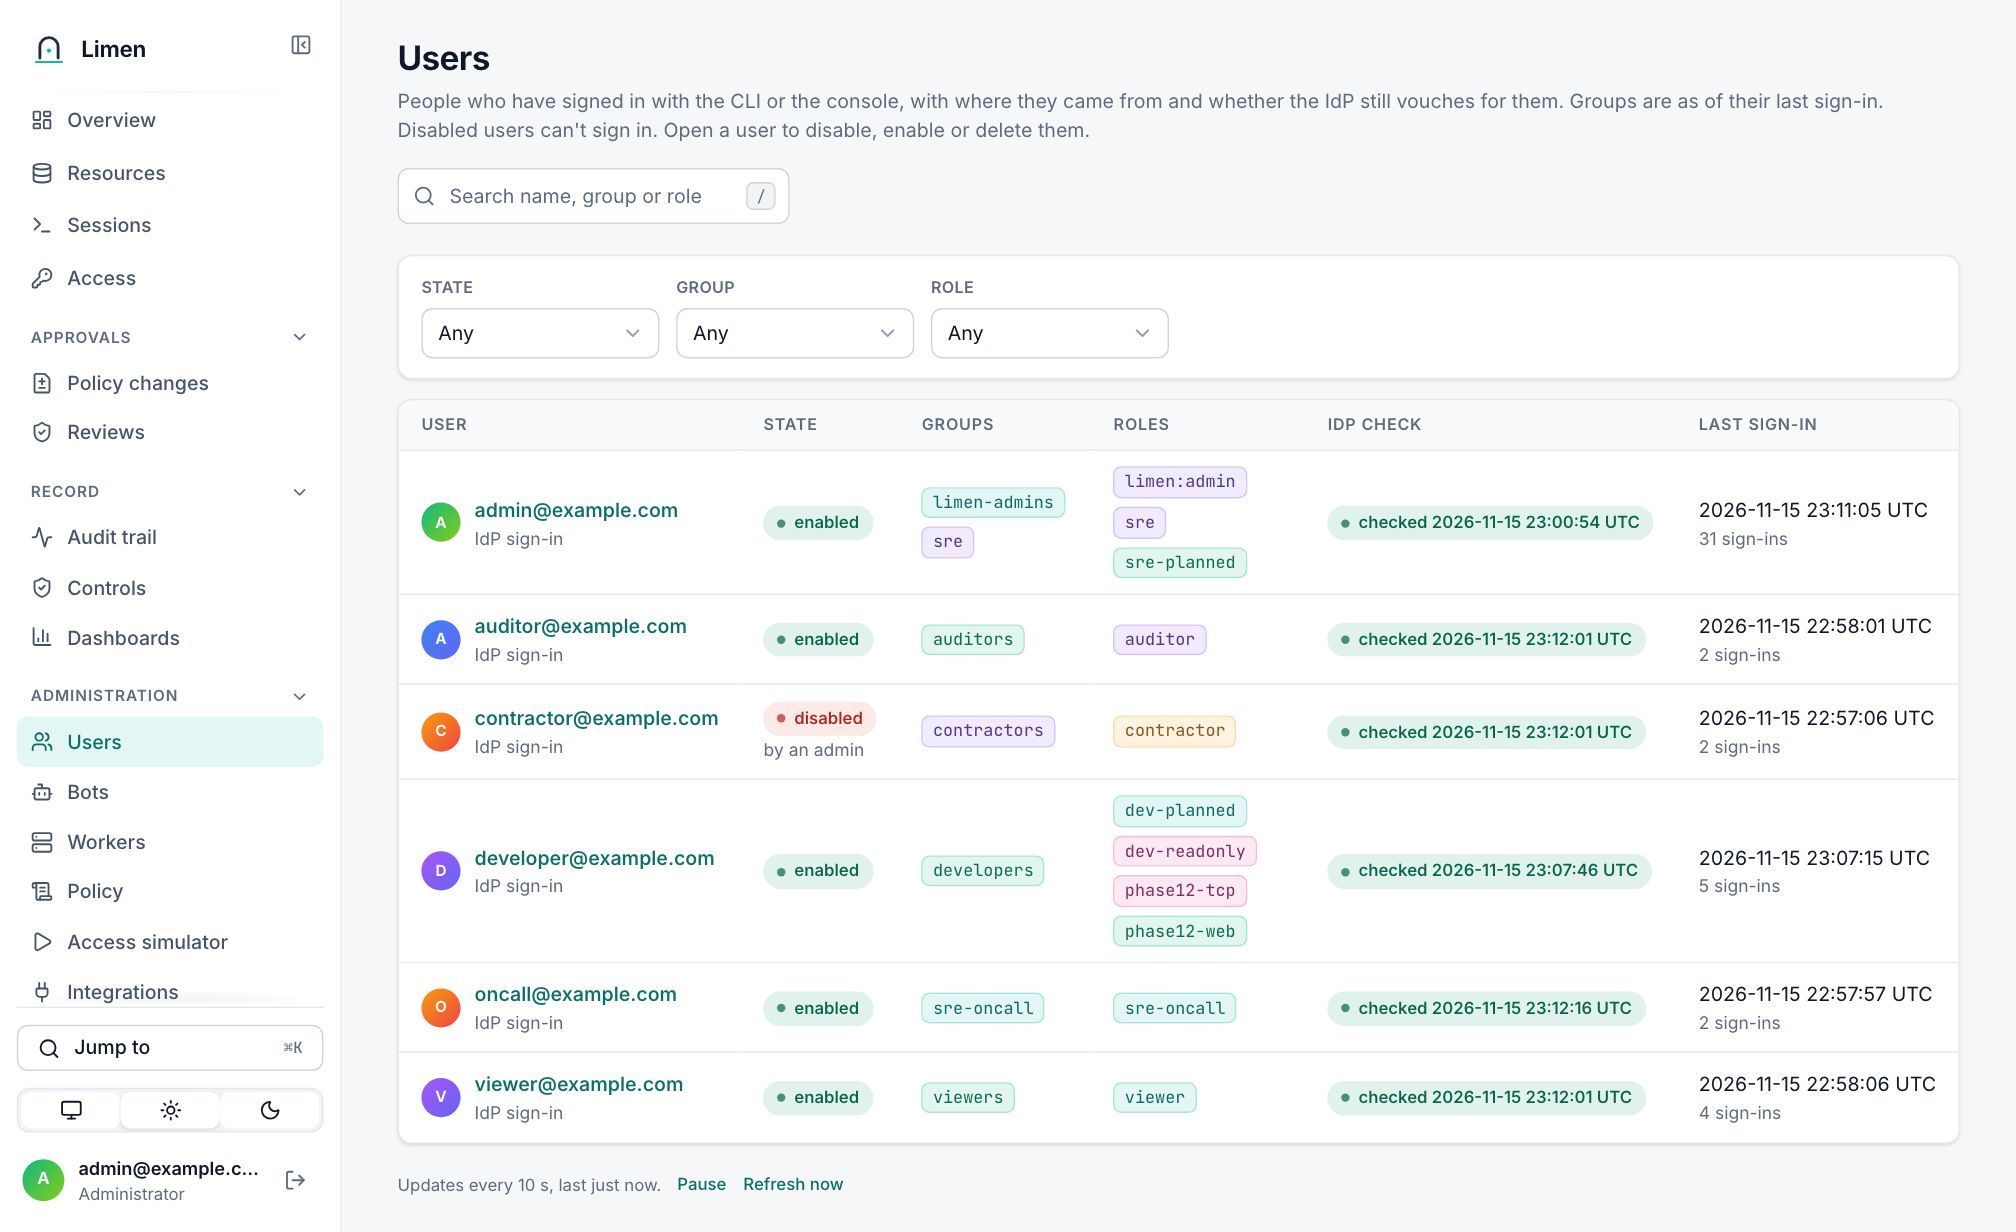 Limen
Overview
Resources
Sessions
Access
APPROVALS
Policy changes
Reviews
RECORD
Audit trail
Controls
Dashboards
ADMINISTRATION
Users
Bots
Workers
Policy
Access simulator
Integrations
Jump to ⌘K
A admin@example.c...
Administrator
Users
People who have signed in with the CLI or the console, with where they came from and whether the IdP still vouches for them. Groups are as of their last sign-in.
Disabled users can't sign in. Open a user to disable, enable or delete them.
Search name, group or role /
STATE GROUP ROLE
Any Any Any
USER STATE GROUPS ROLES IDP CHECK LAST SIGN-IN
A admin@example.com
IdP sign-in
enabled
limen-admins
sre
limen:admin
sre
sre-planned
checked 2026-11-15 23:00:54 UTC
2026-11-15 23:11:05 UTC
31 sign-ins
A auditor@example.com
IdP sign-in
enabled
auditors
auditor
checked 2026-11-15 23:12:01 UTC
2026-11-15 22:58:01 UTC
2 sign-ins
C contractor@example.com
IdP sign-in
disabled
by an admin
contractors
contractor
checked 2026-11-15 23:12:01 UTC
2026-11-15 22:57:06 UTC
2 sign-ins
D developer@example.com
IdP sign-in
enabled
developers
dev-planned
dev-readonly
phase12-tcp
phase12-web
checked 2026-11-15 23:07:46 UTC
2026-11-15 23:07:15 UTC
5 sign-ins
O oncall@example.com
IdP sign-in
enabled
sre-oncall
sre-oncall
checked 2026-11-15 23:12:16 UTC
2026-11-15 22:57:57 UTC
2 sign-ins
V viewer@example.com
IdP sign-in
enabled
viewers
viewer
checked 2026-11-15 23:12:01 UTC
2026-11-15 22:58:06 UTC
4 sign-ins
Updates every 10 s, last just now. Pause Refresh now